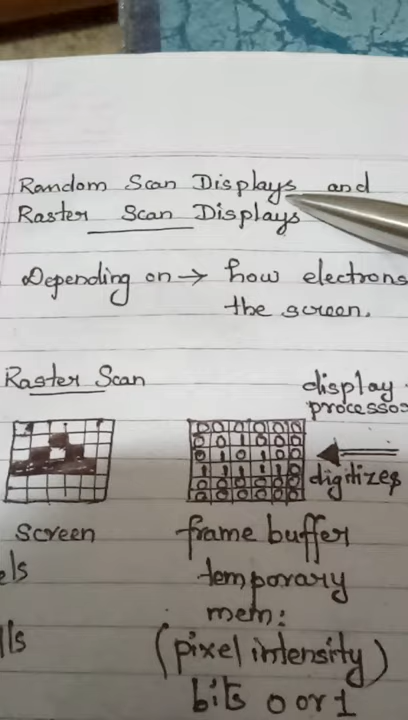 Random Scan Displays and
Raster Scan Displays
Depending on → how electrons
the screen.
Raster Scan
display
processor
digitizes
Screen
frame buffer
temporary
mem:
(pixel intensity)
bits 0 or 1